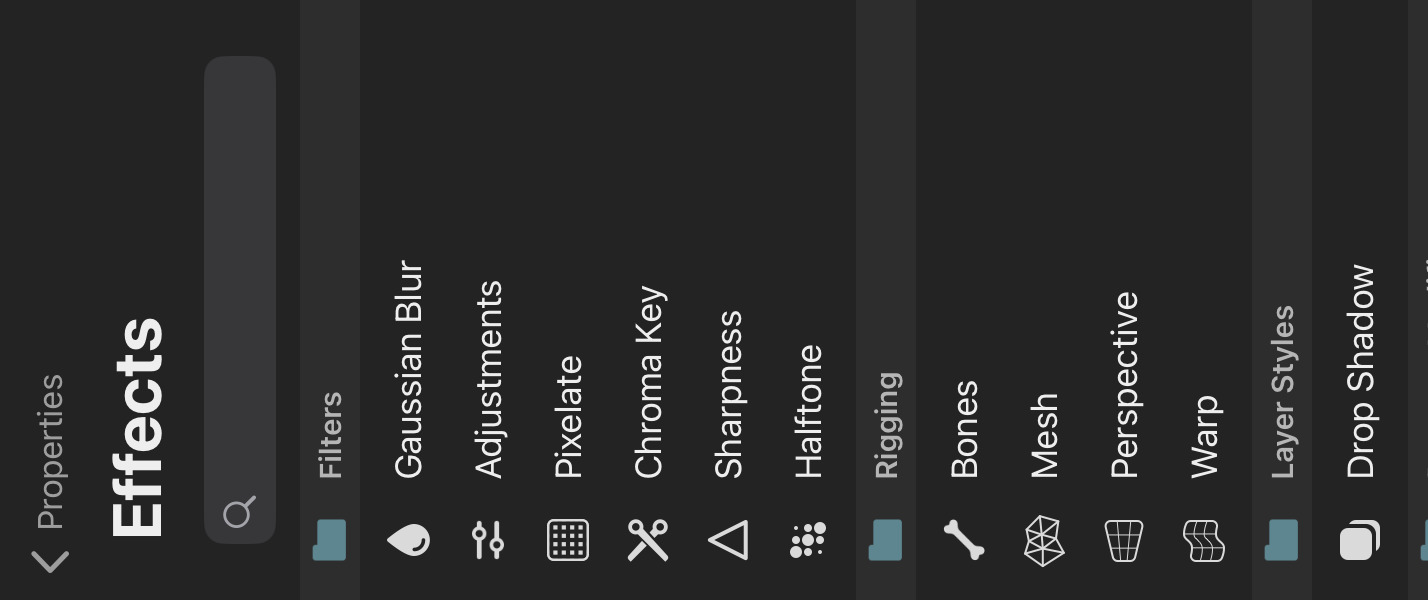 Properties
Effects
Filters
Gaussian Blur
Adjustments
Pixelate
Chroma Key
Sharpness
Halftone
Rigging
Bones
Mesh
Perspective
Warp
Layer Styles
Drop Shadow